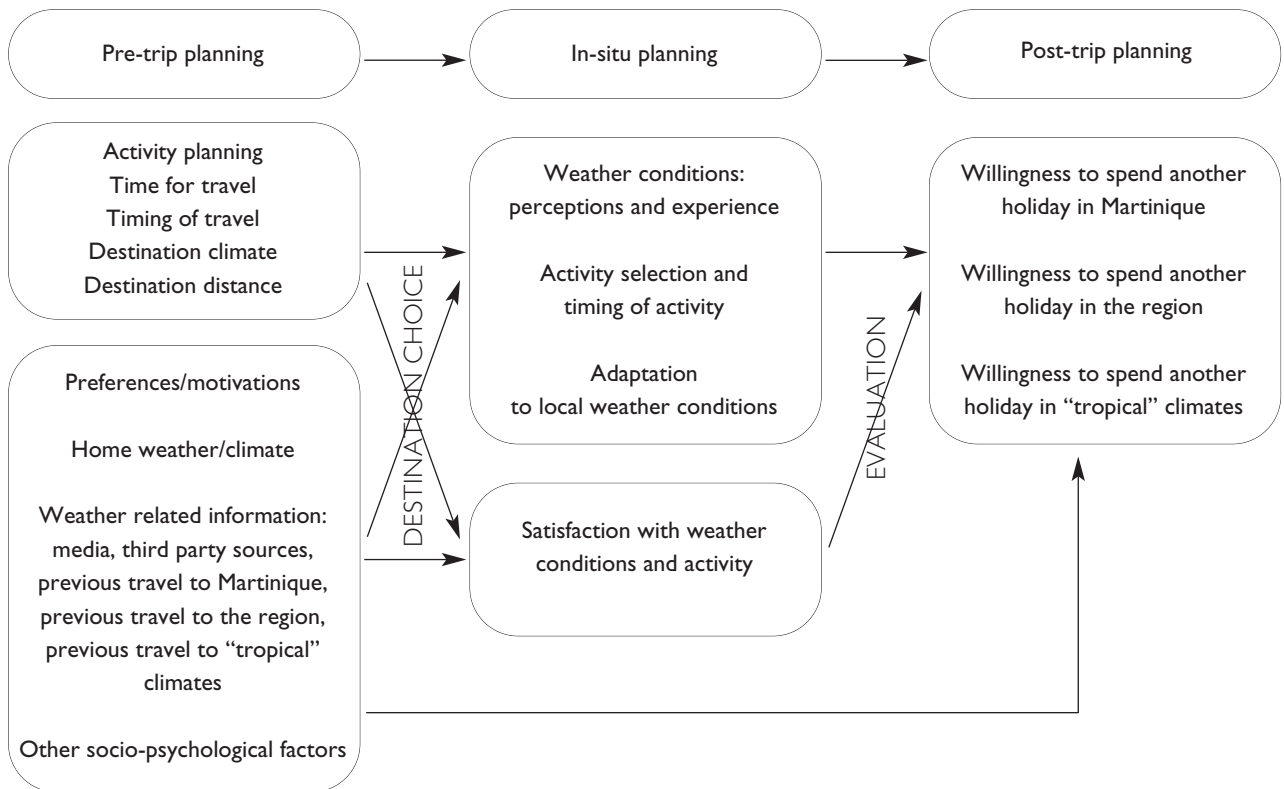 Pre-trip planning
In-situ planning
Post-trip planning
Activity planning
Time for travel
Timing of travel
Destination climate
Destination distance
Preferences/motivations
Home weather/climate
Weather related information:
media, third party sources,
previous travel to Martinique,
previous travel to the region,
previous travel to “tropical”
climates
Other socio-psychological factors
DESTINATION CHOICE
Weather conditions:
perceptions and experience
Activity selection and
timing of activity
Adaptation
to local weather conditions
Satisfaction with weather
conditions and activity
EVALUATION
Willingness to spend another
holiday in Martinique
Willingness to spend another
holiday in the region
Willingness to spend another
holiday in “tropical” climates